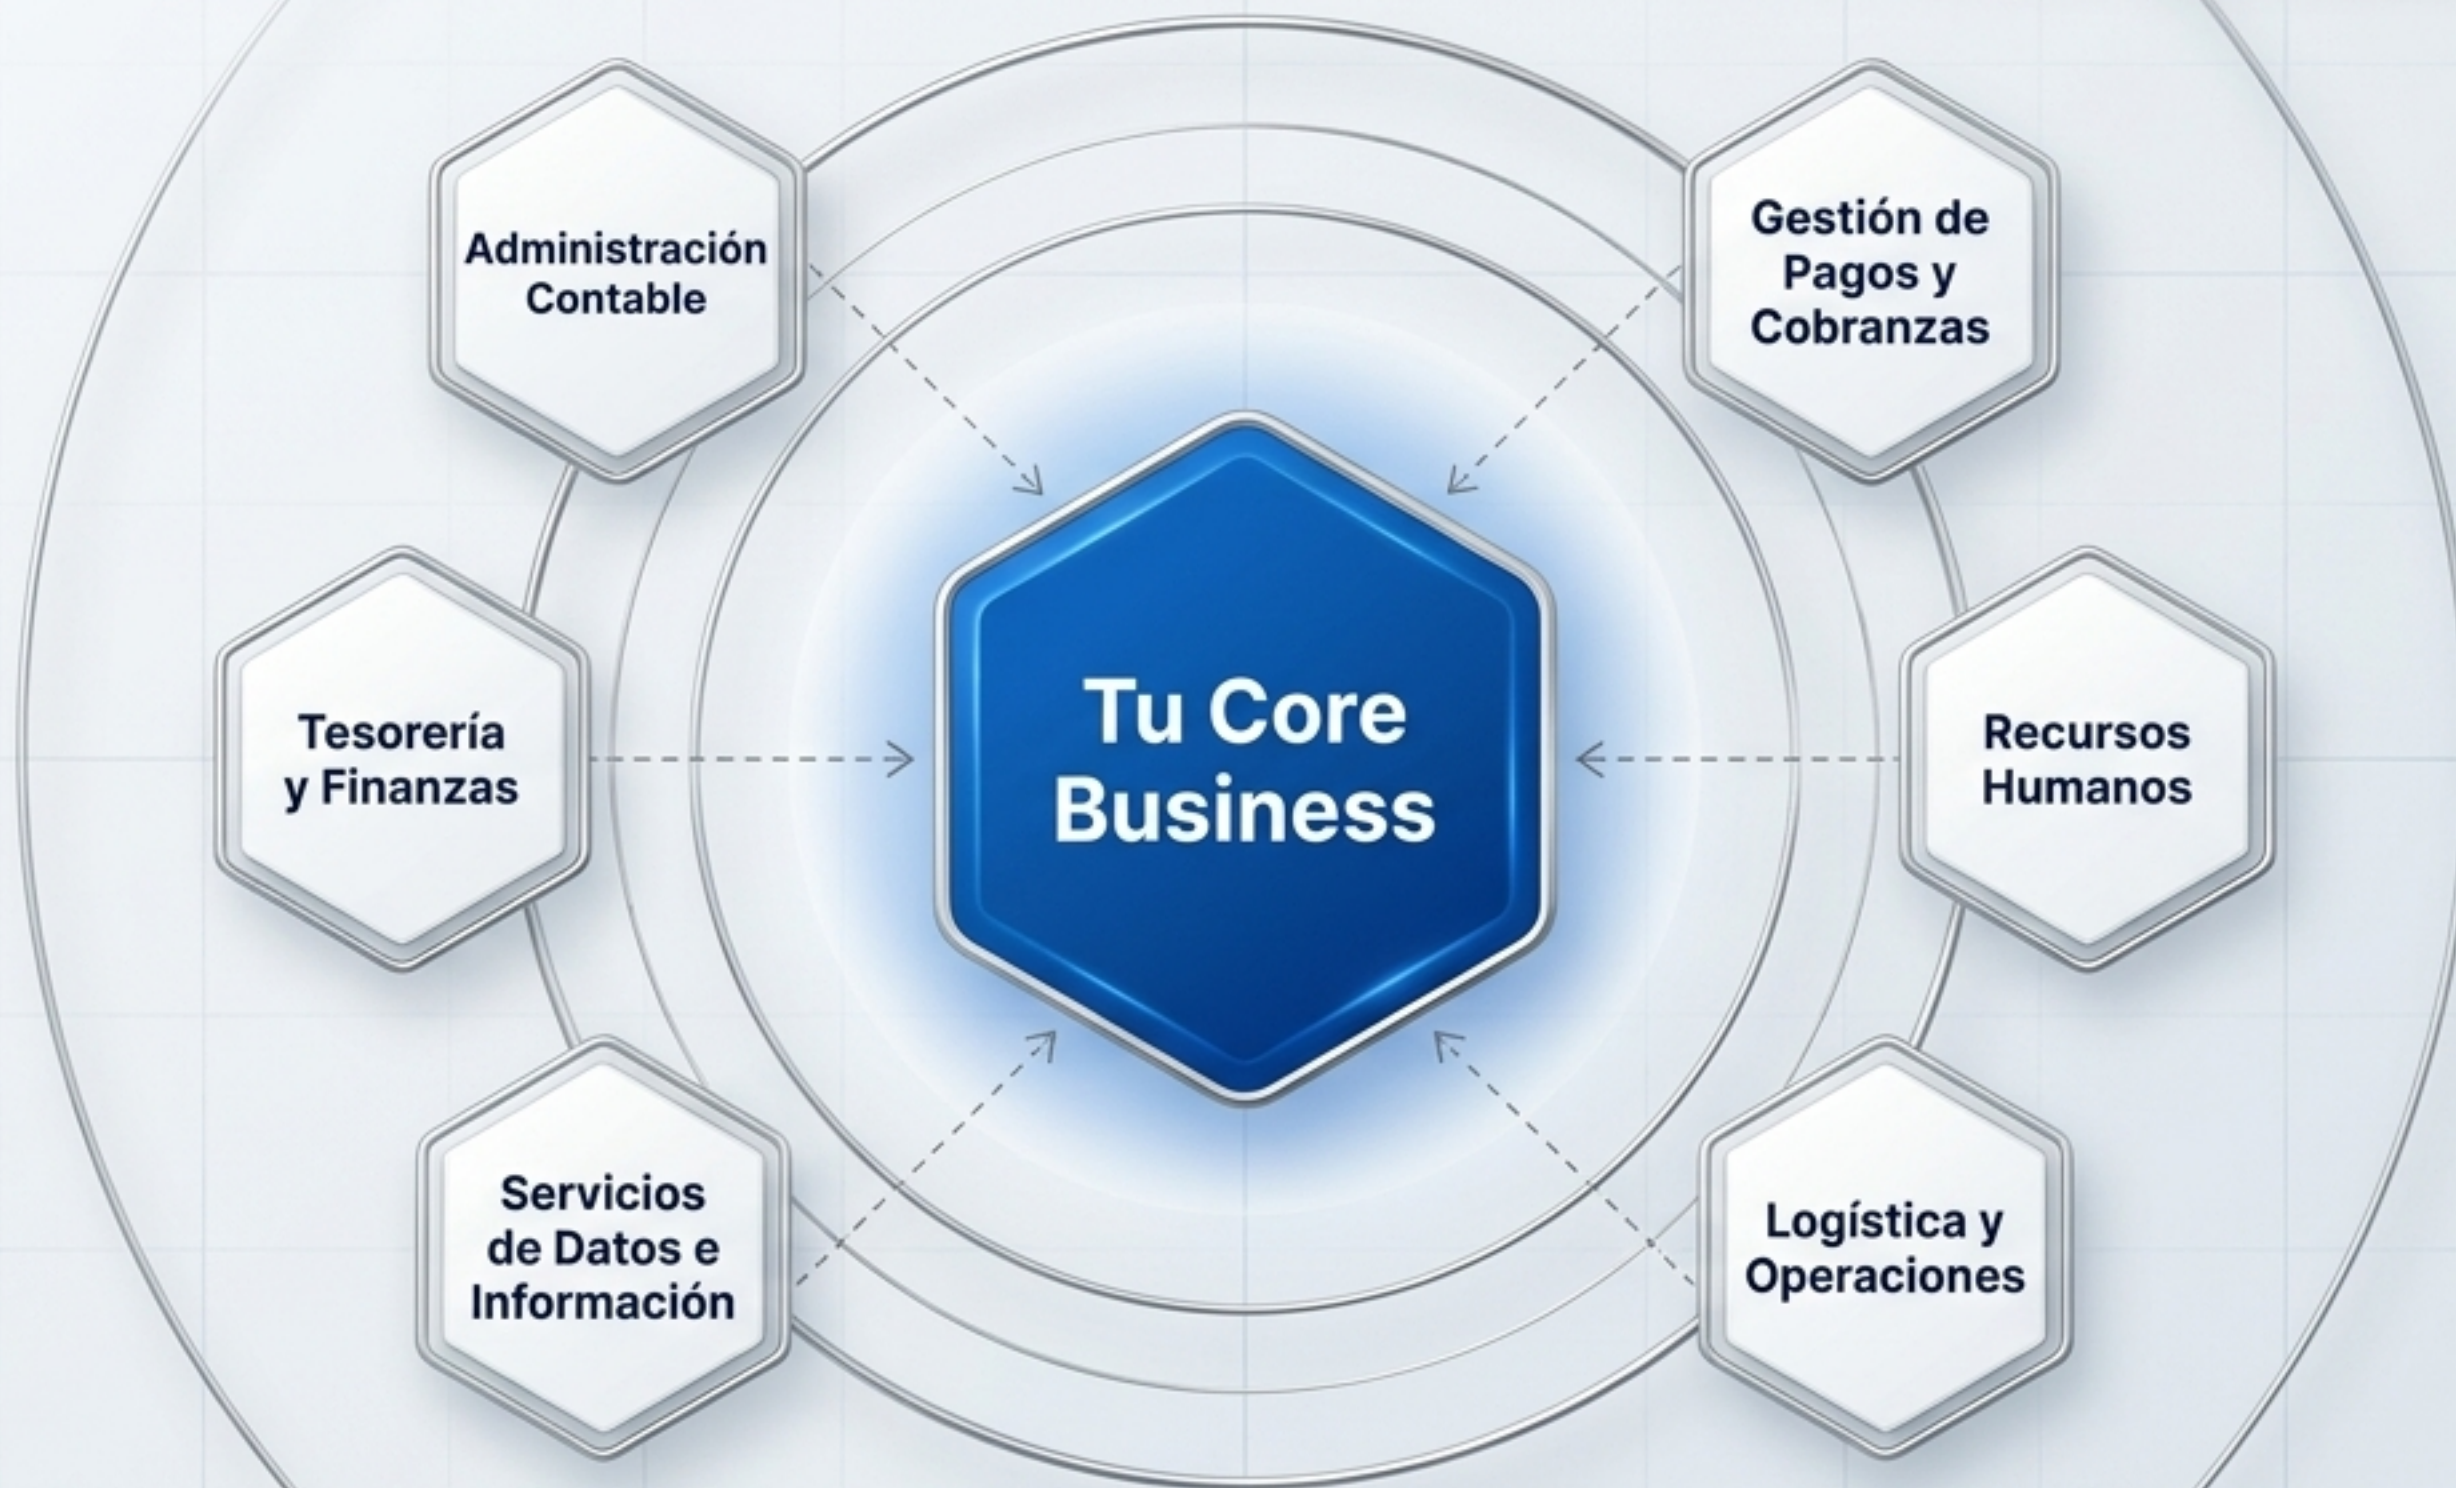 Administración
Contable
Gestión de
Pagos y
Cobranzas
Tesorería
y Finanzas
Tu Core
Business
Recursos
Humanos
Servicios
de Datos e
Información
Logística y
Operaciones